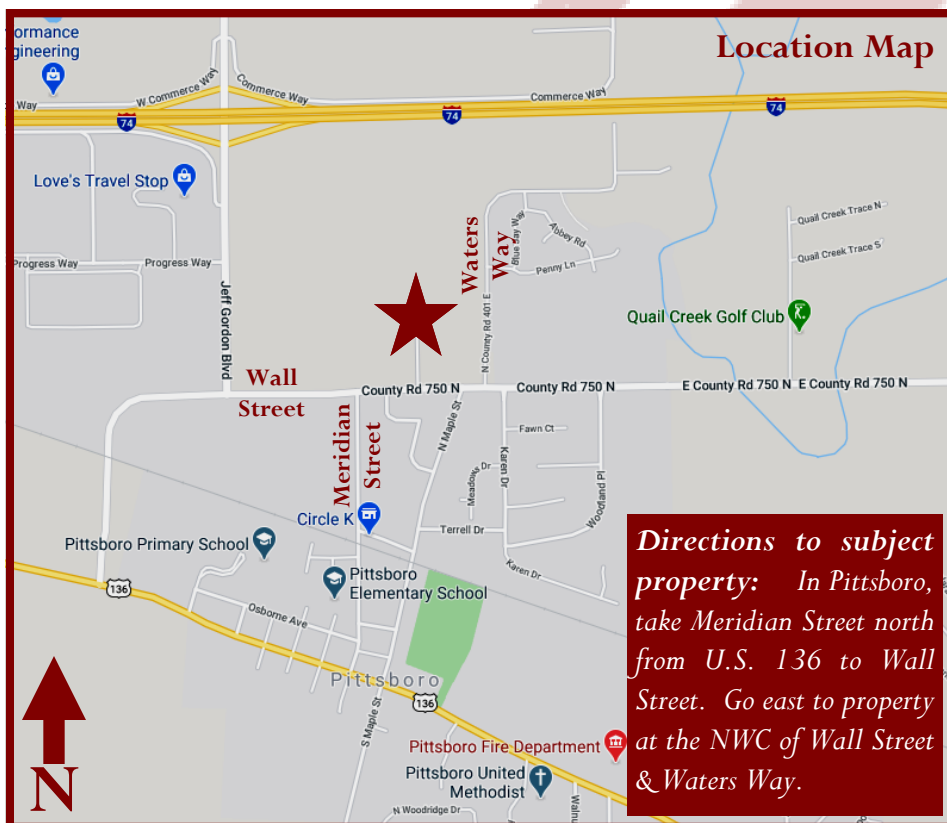 ormance
gineering
Location Map
W Commerce Way
Commerce Way
Commerce Way
Way
74
74
74
Love's Travel Stop
Waters
Way
Blue Jay Way
Abbey Rd
Penny Ln
N County Rd 401 E
Quail Creek Trace N
Quail Creek Trace S
Progress Way
Progress Way
Jeff Gordon Blvd
Quail Creek Golf Club
Wall
Street
County Rd 750 N
County Rd 750 N
E County Rd 750 N
E County Rd 750 N
Meridian
Street
N Maple St
Fawn Ct
Karen Dr
Meadows Dr
Woodland Pl
Circle K
Terrell Dr
Karen Dr
Pittsboro Primary School
136
Pittsboro
Elementary School
Osborne Ave
Pittsboro
136
S Maple St
Pittsboro Fire Department
Pittsboro United
Methodist
N Woodridge Dr
Walnu
N
Directions to subject
property: In Pittsboro,
take Meridian Street north
from U.S. 136 to Wall
Street. Go east to property
at the NWC of Wall Street
& Waters Way.